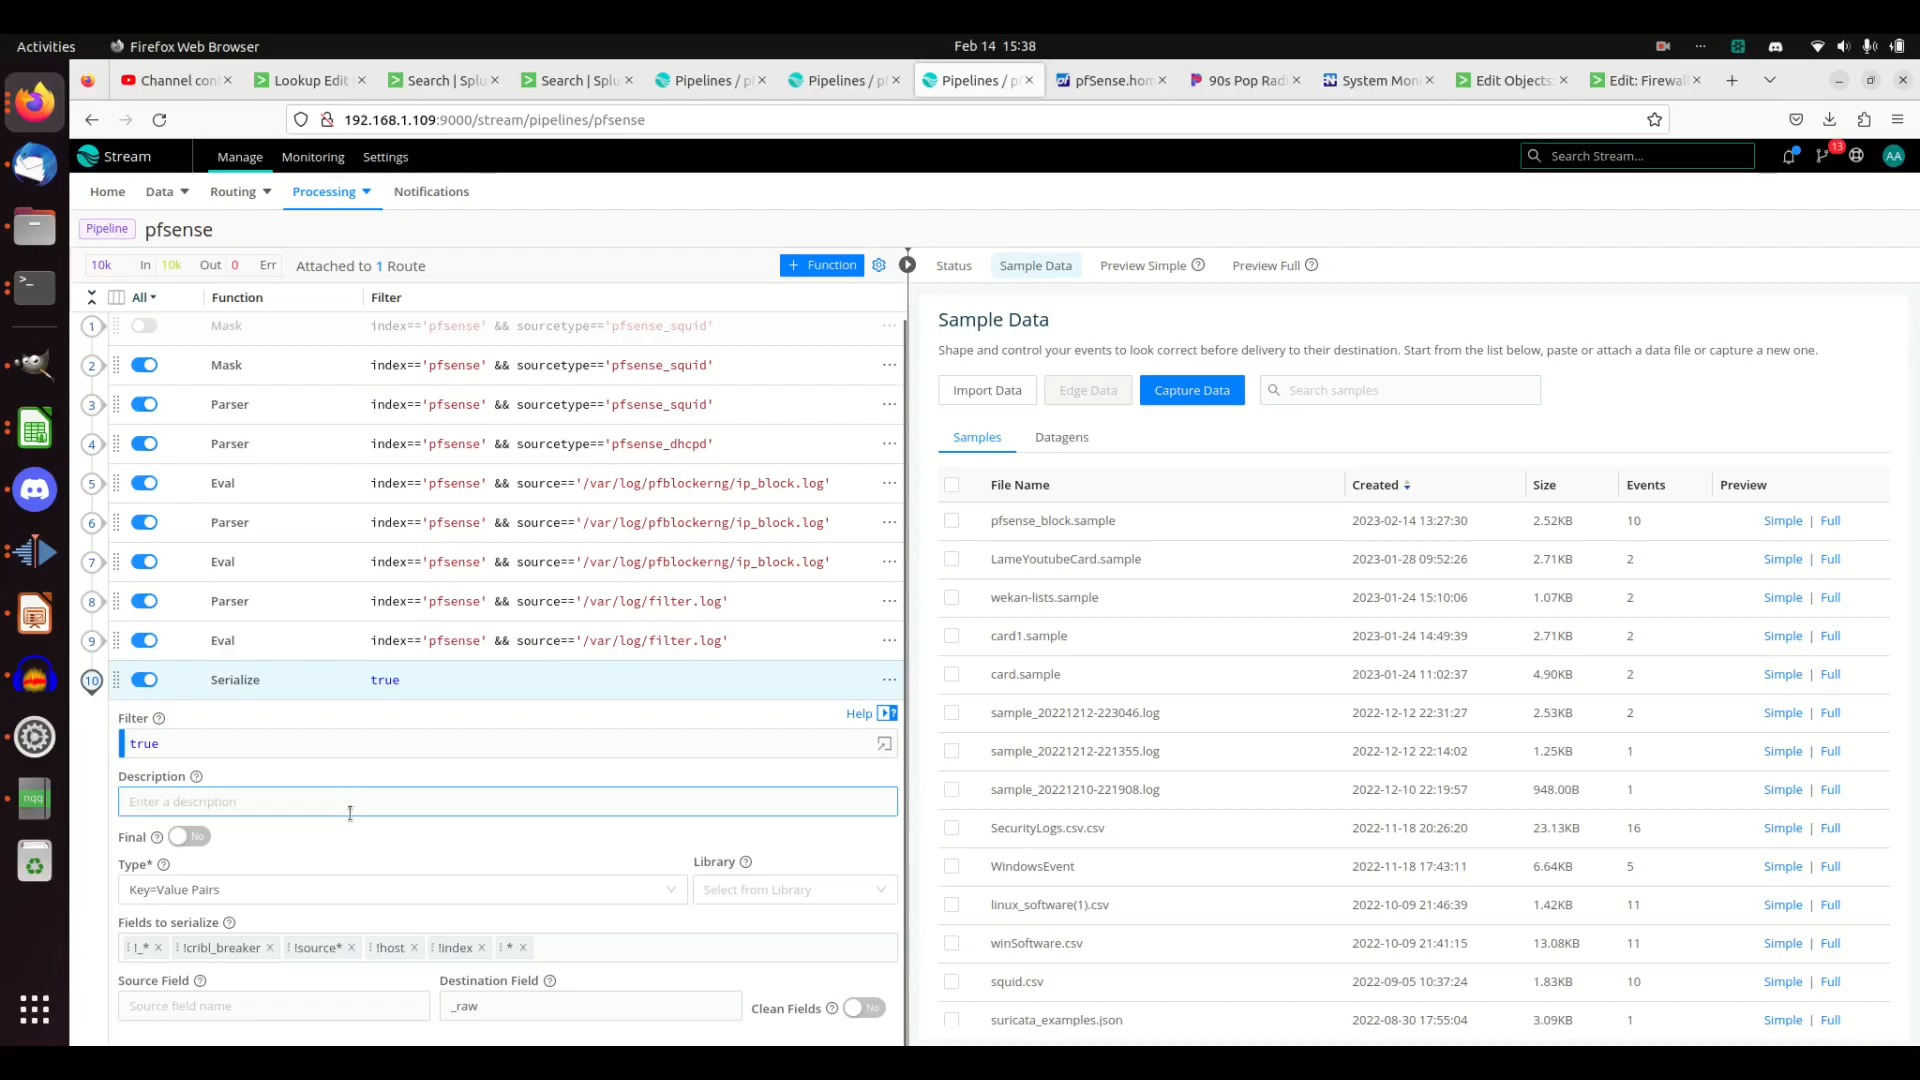 Activities Firefox Web Browser Feb 14 15:38
Channel con Lookup Edit Search | Splu Search | Splu Pipelines / p Pipelines / p Pipelines / p pfSense.hom 90s Pop Radi System Moni Edit Objects: Edit: Firewall
192.168.1.109:9000/stream/pipelines/pfsense
Stream Manage Monitoring Settings Search Stream... 13 AA
Home Data Routing Processing Notifications
Pipeline pfsense
10k In 10k Out 0 Err Attached to 1 Route + Function Status Sample Data Preview Simple Preview Full
All Function Filter
1 Mask index=='pfsense' && sourcetype=='pfsense_squid' ...
2 Mask index=='pfsense' && sourcetype=='pfsense_squid' ...
3 Parser index=='pfsense' && sourcetype=='pfsense_squid' ...
4 Parser index=='pfsense' && sourcetype=='pfsense_dhcpd' ...
5 Eval index=='pfsense' && source=='/var/log/pfblockerng/ip_block.log' ...
6 Parser index=='pfsense' && source=='/var/log/pfblockerng/ip_block.log' ...
7 Eval index=='pfsense' && source=='/var/log/pfblockerng/ip_block.log' ...
8 Parser index=='pfsense' && source=='/var/log/filter.log' ...
9 Eval index=='pfsense' && source=='/var/log/filter.log' ...
10 Serialize true ...
Filter Help
true
Description
Enter a description
Final No
Type* Library
Key=Value Pairs Select from Library
Fields to serialize
!_* !cribl_breaker !source* !host !index *
Source Field Destination Field
Source field name _raw Clean Fields No
Sample Data
Shape and control your events to look correct before delivery to their destination. Start from the list below, paste or attach a data file or capture a new one.
Import Data Edge Data Capture Data Search samples
Samples Datagens
File Name Created Size Events Preview
pfsense_block.sample 2023-02-14 13:27:30 2.52KB 10 Simple | Full
LameYoutubeCard.sample 2023-01-28 09:52:26 2.71KB 2 Simple | Full
wekan-lists.sample 2023-01-24 15:10:06 1.07KB 2 Simple | Full
card1.sample 2023-01-24 14:49:39 2.71KB 2 Simple | Full
card.sample 2023-01-24 11:02:37 4.90KB 2 Simple | Full
sample_20221212-223046.log 2022-12-12 22:31:27 2.53KB 2 Simple | Full
sample_20221212-221355.log 2022-12-12 22:14:02 1.25KB 1 Simple | Full
sample_20221210-221908.log 2022-12-10 22:19:57 948.00B 1 Simple | Full
SecurityLogs.csv.csv 2022-11-18 20:26:20 23.13KB 16 Simple | Full
WindowsEvent 2022-11-18 17:43:11 6.64KB 5 Simple | Full
linux_software(1).csv 2022-10-09 21:46:39 1.42KB 11 Simple | Full
winSoftware.csv 2022-10-09 21:41:15 13.08KB 11 Simple | Full
squid.csv 2022-09-05 10:37:24 1.83KB 10 Simple | Full
suricata_examples.json 2022-08-30 17:55:04 3.09KB 1 Simple | Full
nqq